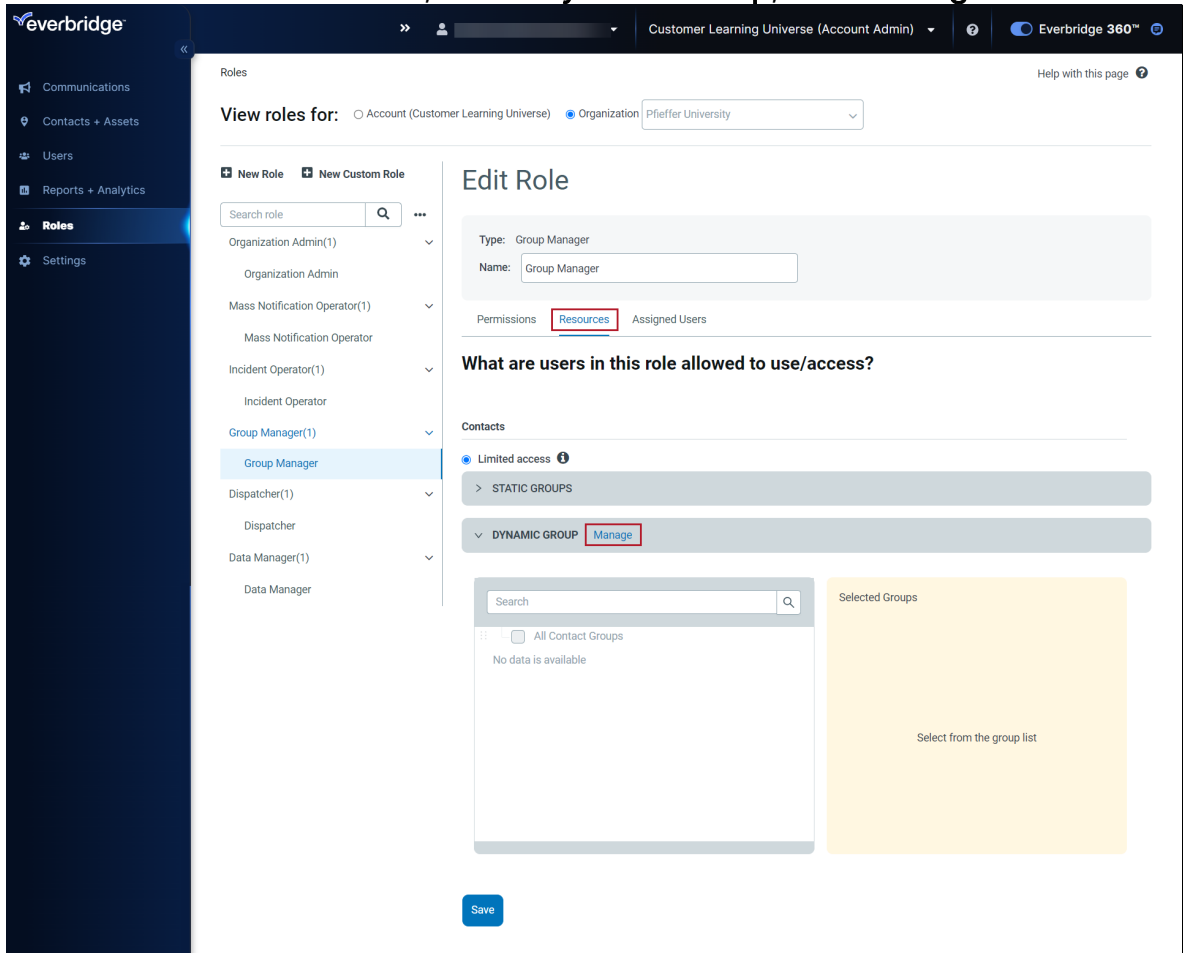 everbridge™
»
Customer Learning Universe (Account Admin)
Everbridge 360™
«
Communications
Contacts + Assets
Users
Reports + Analytics
Roles
Settings
Roles
Help with this page
View roles for: Account (Customer Learning Universe) Organization Pfieffer University
New Role New Custom Role
Search role
Organization Admin(1)
Organization Admin
Mass Notification Operator(1)
Mass Notification Operator
Incident Operator(1)
Incident Operator
Group Manager(1)
Group Manager
Dispatcher(1)
Dispatcher
Data Manager(1)
Data Manager
Edit Role
Type: Group Manager
Name: Group Manager
Permissions Resources Assigned Users
What are users in this role allowed to use/access?
Contacts
Limited access
> STATIC GROUPS
DYNAMIC GROUP Manage
Search
All Contact Groups
No data is available
Selected Groups
Select from the group list
Save